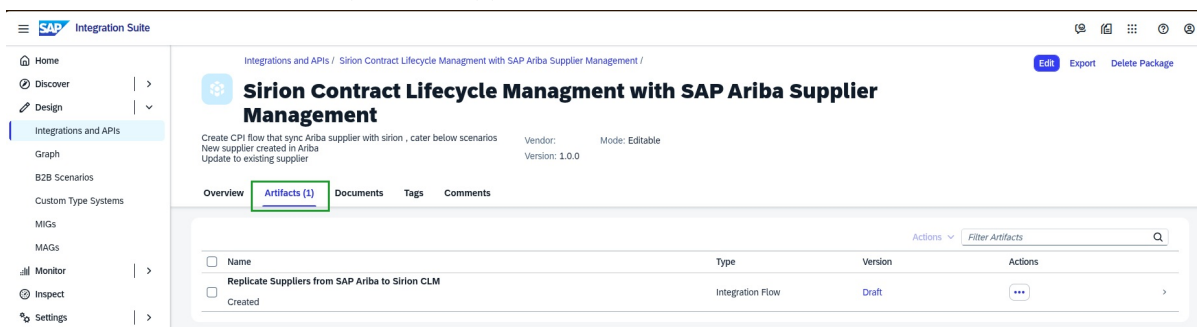 SAP Integration Suite
Home
Discover
Design
Integrations and APIs
Graph
B2B Scenarios
Custom Type Systems
MIGs
MAGs
Monitor
Inspect
Settings
Integrations and APIs / Sirion Contract Lifecycle Managment with SAP Ariba Supplier Management /
Edit Export Delete Package
Sirion Contract Lifecycle Managment with SAP Ariba Supplier
Management
Create CPI flow that sync Ariba supplier with sirion , cater below scenarios
New supplier created in Ariba
Update to existing supplier
Vendor: Mode: Editable
Version: 1.0.0
Overview Artifacts (1) Documents Tags Comments
Actions Filter Artifacts
Name Type Version Actions
Replicate Suppliers from SAP Ariba to Sirion CLM
Created
Integration Flow Draft